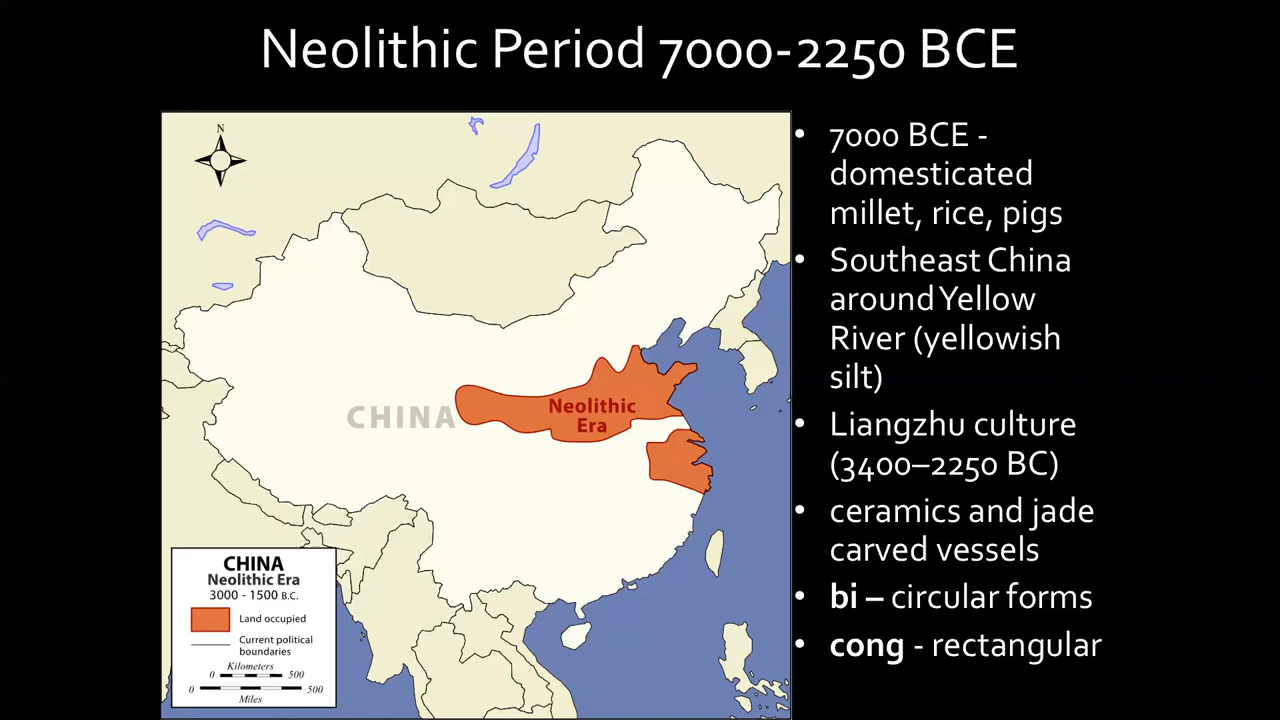 Neolithic Period 7000-2250 BCE
N
CHINA
Neolithic
Era
CHINA
Neolithic Era
3000 - 1500 B.C.
Land occupied
Current political
boundaries
Kilometers
0 500
0 500
Miles
• 7000 BCE -
domesticated
millet, rice, pigs
• Southeast China
around Yellow
River (yellowish
silt)
• Liangzhu culture
(3400–2250 BC)
• ceramics and jade
carved vessels
• bi – circular forms
• cong - rectangular